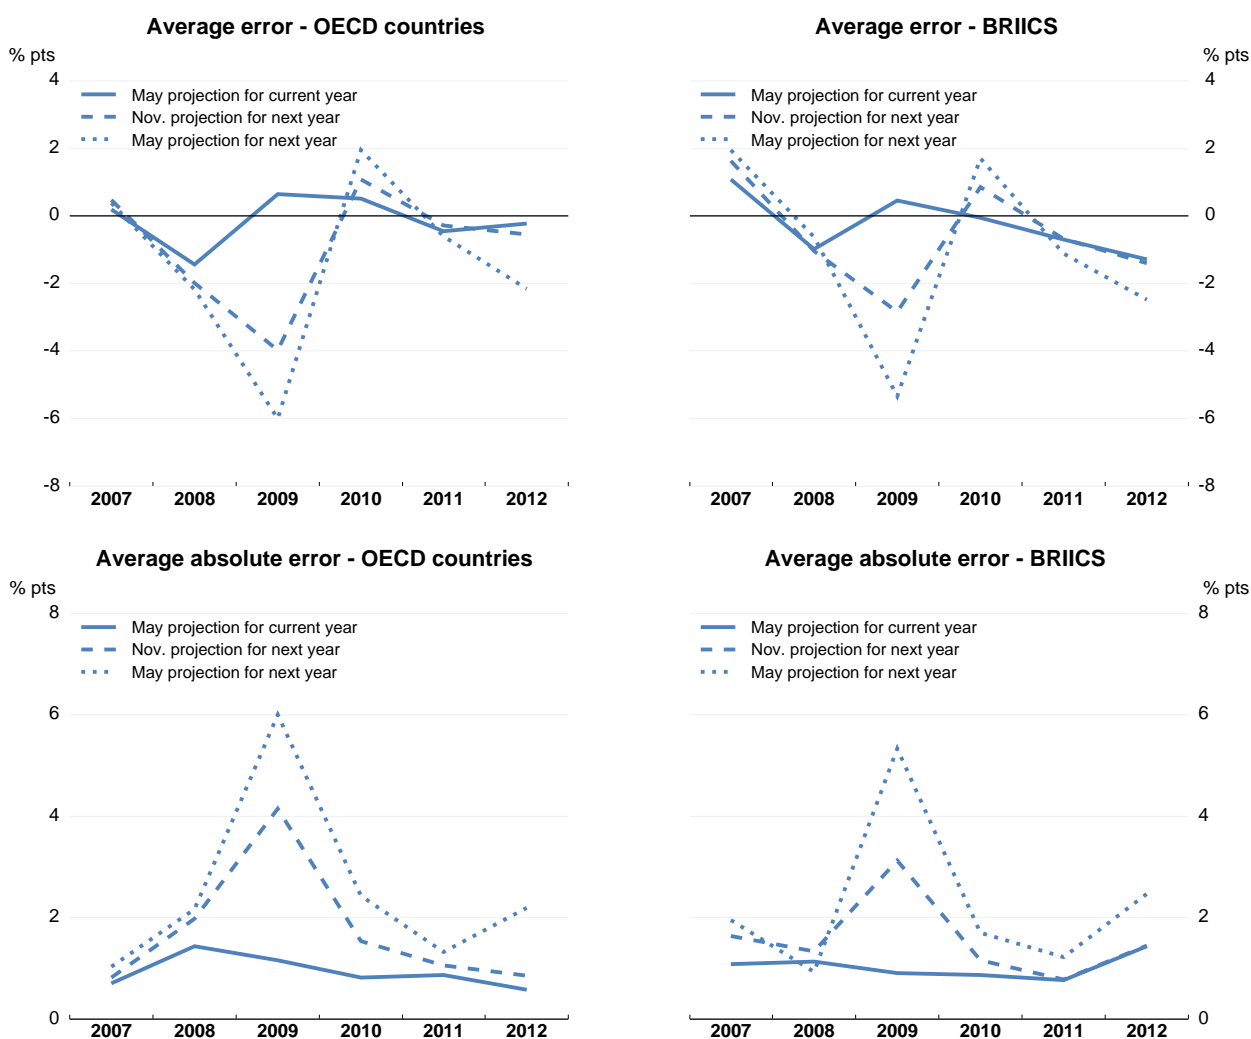 Average error - OECD countries
% pts
4
2
0
-2
-4
-6
-8
May projection for current year
Nov. projection for next year
May projection for next year
2007 2008 2009 2010 2011 2012
Average error - BRIICS
% pts
4
2
0
-2
-4
-6
-8
May projection for current year
Nov. projection for next year
May projection for next year
2007 2008 2009 2010 2011 2012
Average absolute error - OECD countries
% pts
8
6
4
2
0
May projection for current year
Nov. projection for next year
May projection for next year
2007 2008 2009 2010 2011 2012
Average absolute error - BRIICS
% pts
8
6
4
2
0
May projection for current year
Nov. projection for next year
May projection for next year
2007 2008 2009 2010 2011 2012